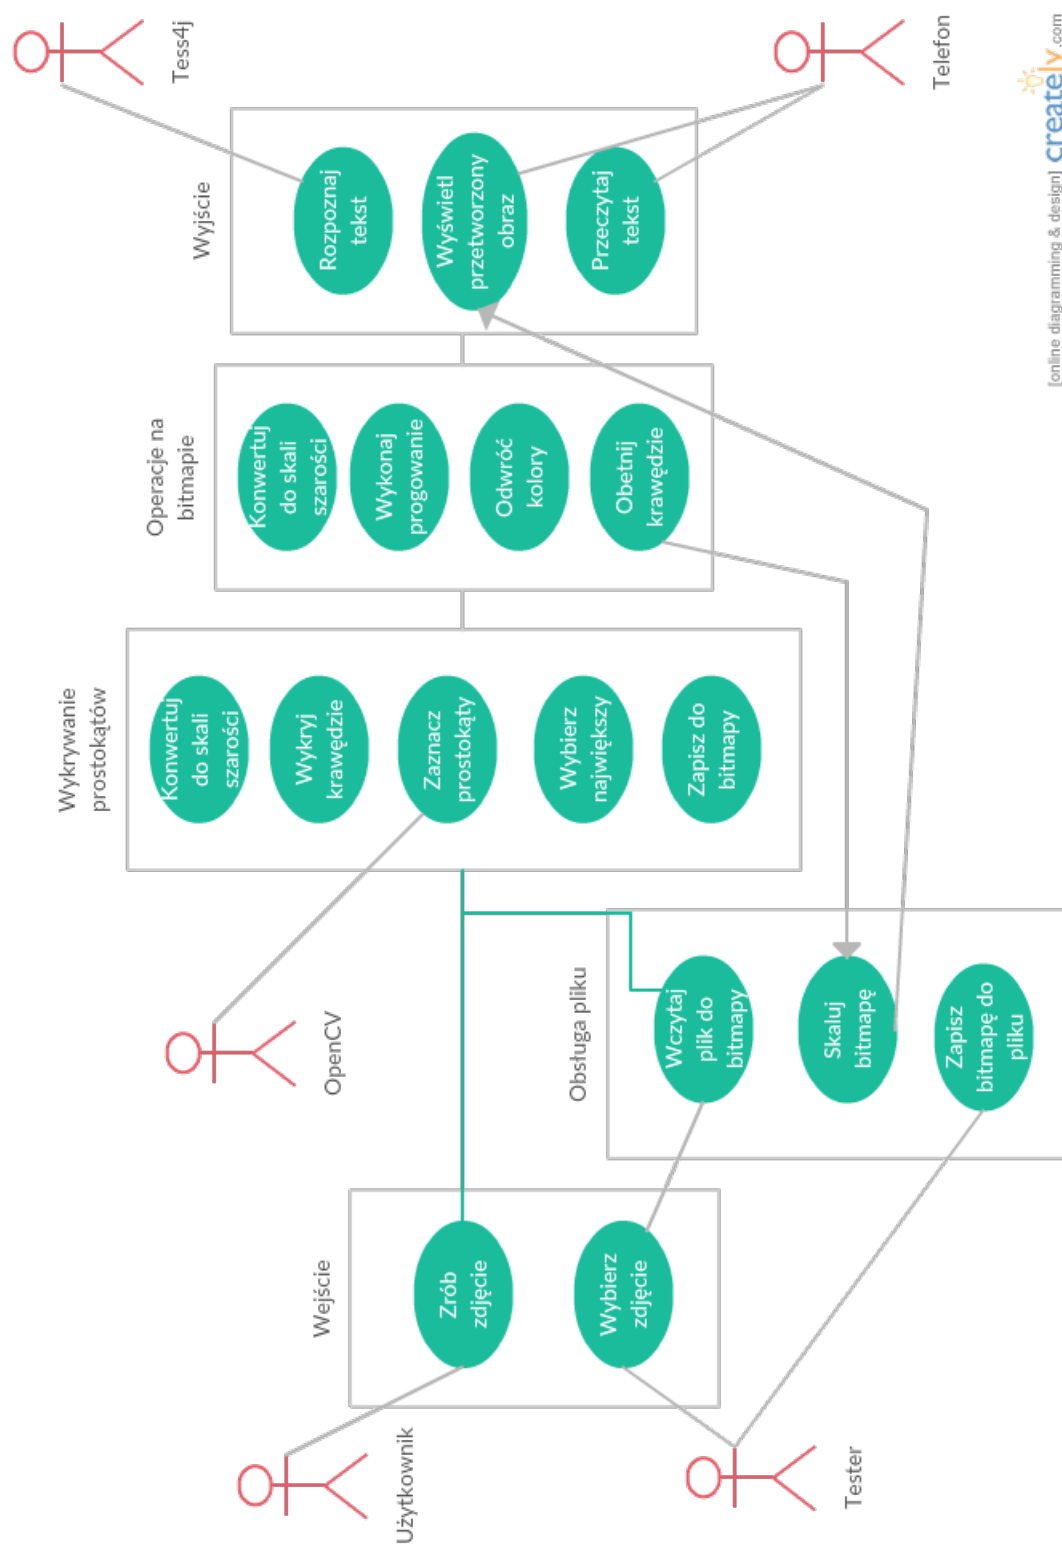 Użytkownik
Tester
Wejście
Zrób
zdjęcie
Wybierz
zdjęcie
OpenCV
Obsługa pliku
Wczytaj
plik do
bitmapy
Skaluj
bitmapę
Zapisz
bitmapę do
pliku
Wykrywanie
prostokątów
Konwertuj
do skali
szarości
Wykryj
krawędzie
Zaznacz
prostokąty
Wybierz
największy
Zapisz do
bitmapy
Operacje na
bitmapie
Konwertuj
do skali
szarości
Wykonaj
progowanie
Odwróć
kolory
Obetnij
krawędzie
Wyjście
Rozpoznaj
tekst
Wyświetl
przetworzony
obraz
Przeczytaj
tekst
Tess4j
Telefon
[online diagramming & design] creately.com